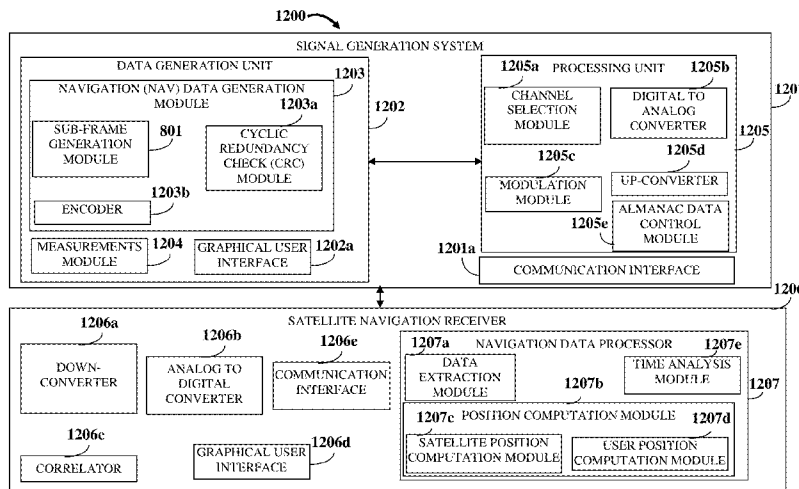 1200
SIGNAL GENERATION SYSTEM
DATA GENERATION UNIT
NAVIGATION (NAV) DATA GENERATION
MODULE
1203
1203a
SUB-FRAME
GENERATION
MODULE
801
CYCLIC
REDUNDANCY
CHECK (CRC)
MODULE
1203b
ENCODER
1202
MEASUREMENTS
MODULE
1204
GRAPHICAL USER
INTERFACE
1202a
PROCESSING UNIT
1205a
CHANNEL
SELECTION
MODULE
1205b
DIGITAL TO
ANALOG
CONVERTER
1201
1205
1205c
MODULATION
MODULE
1205d
UP-CONVERTER
1205e
ALMANAC DATA
CONTROL
MODULE
1201a
COMMUNICATION INTERFACE
1206
SATELLITE NAVIGATION RECEIVER
1206a
DOWN-
CONVERTER
1206b
ANALOG TO
DIGITAL
CONVERTER
1206e
COMMUNICATION
INTERFACE
1206c
CORRELATOR
GRAPHICAL USER
INTERFACE
1206d
NAVIGATION DATA PROCESSOR
1207a
DATA
EXTRACTION
MODULE
1207e
TIME ANALYSIS
MODULE
1207b
1207
1207c
POSITION COMPUTATION MODULE
1207d
SATELLITE POSITION
COMPUTATION MODULE
USER POSITION
COMPUTATION MODULE